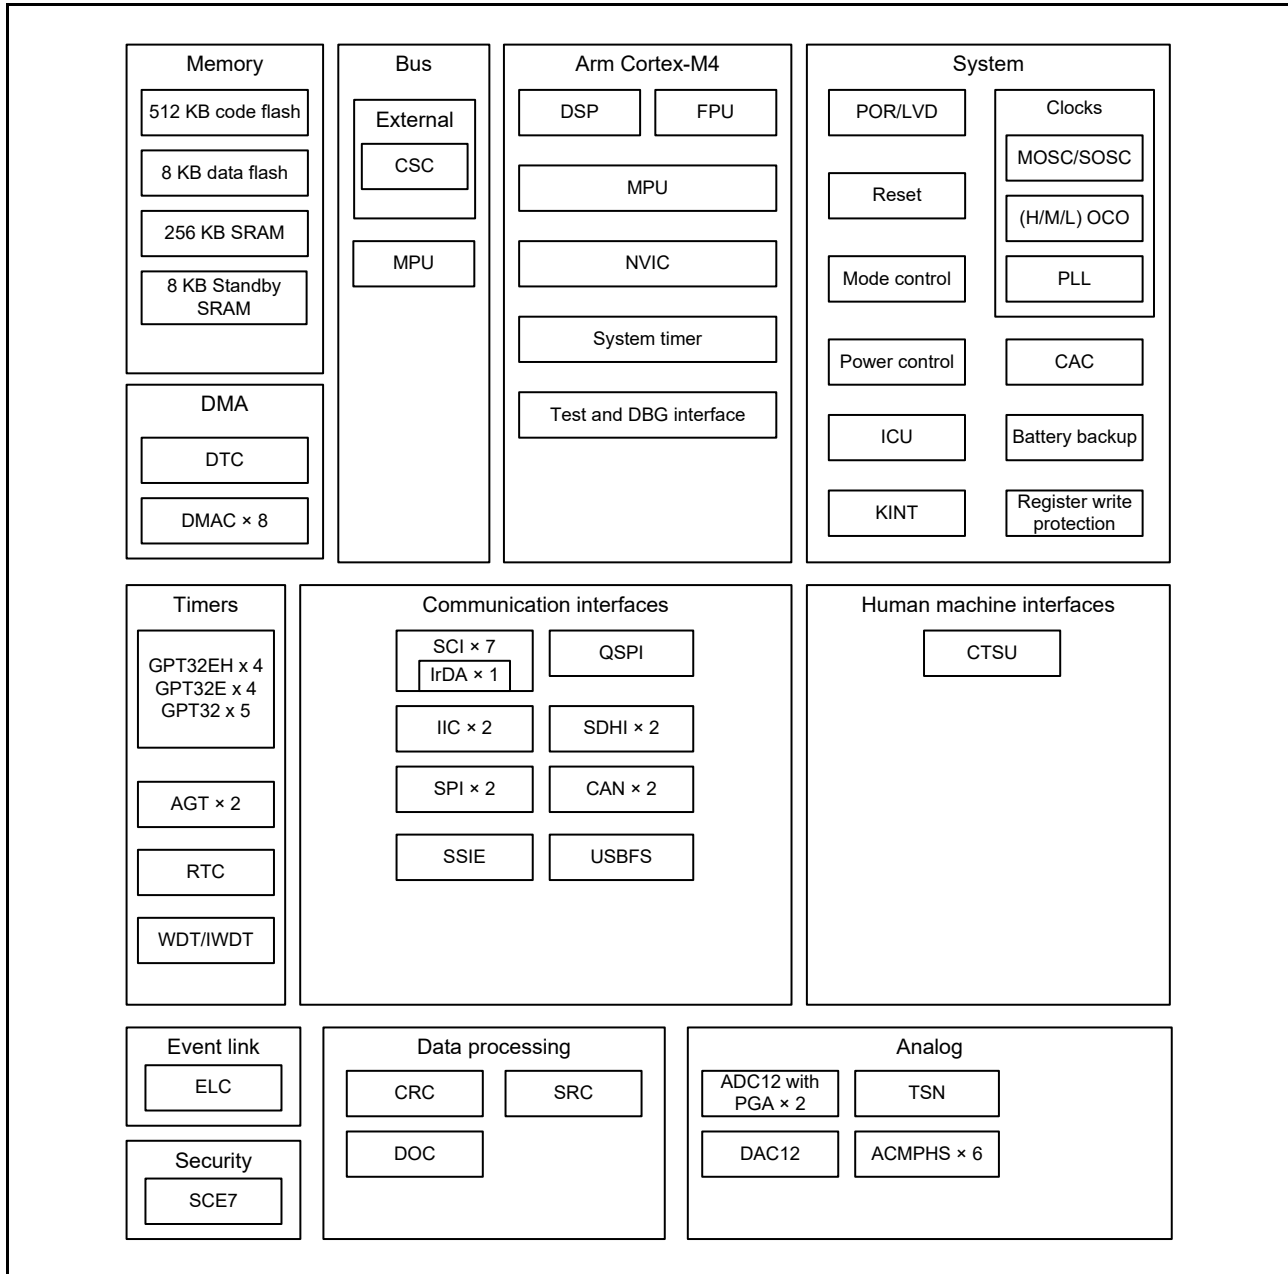 Memory
512 KB code flash
8 KB data flash
256 KB SRAM
8 KB Standby
SRAM
DMA
DTC
DMAC × 8
Bus
External
CSC
MPU
Arm Cortex-M4
DSP
FPU
MPU
NVIC
System timer
Test and DBG interface
System
POR/LVD
Reset
Mode control
Power control
ICU
KINT
Clocks
MOSC/SOSC
(H/M/L) OCO
PLL
CAC
Battery backup
Register write
protection
Timers
GPT32EH x 4
GPT32E x 4
GPT32 x 5
AGT × 2
RTC
WDT/IWDT
Communication interfaces
SCI × 7
IrDA × 1
QSPI
IIC × 2
SDHI × 2
SPI × 2
CAN × 2
SSIE
USBFS
Human machine interfaces
CTSU
Event link
ELC
Security
SCE7
Data processing
CRC
SRC
DOC
Analog
ADC12 with
PGA × 2
TSN
DAC12
ACMPHS × 6